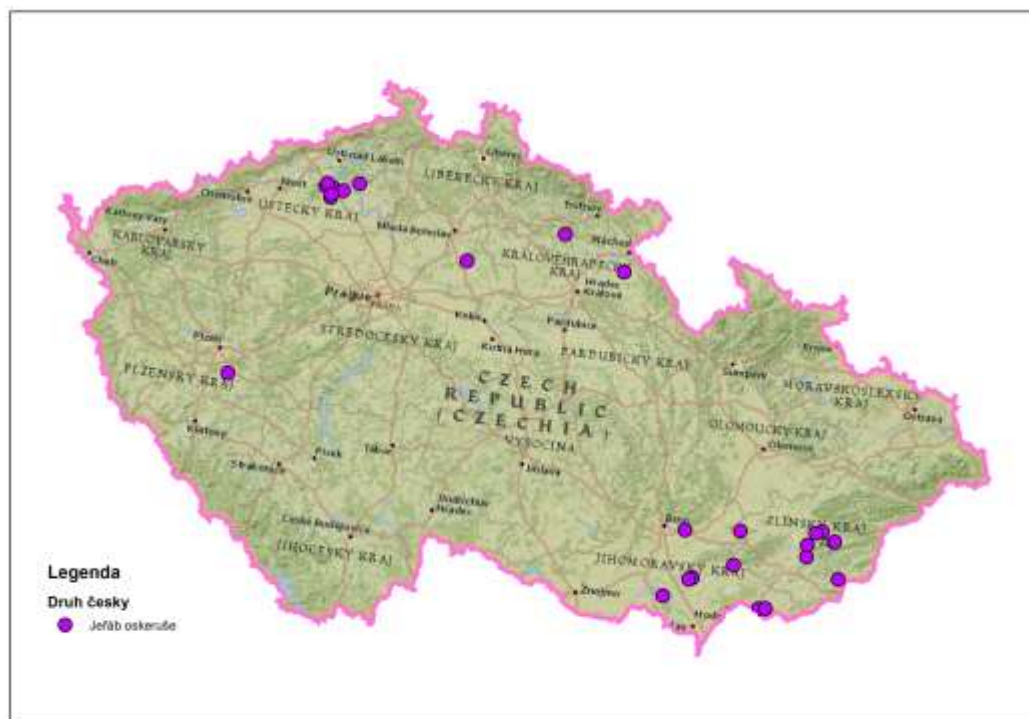 Ústí nad Labem
Liberec
LIBERECKÝ KRAJ
Most
Chomutov
ÚSTECKÝ KRAJ
Trutnov
Karlovy Vary
KARLOVARSKÝ
KRAJ
Mladá Boleslav
Náchod
KRÁLOVÉHRADECKÝ
KRAJ
Cheb
Hradec
Králové
Prague
PRAHA
Kolín
Pardubice
STŘEDOČESKÝ KRAJ
Kutná Hora
PARDUBICKÝ KRAJ
Plzeň
PLZEŇSKÝ KRAJ
Šumperk
Krnov
MORAVSKOSLEZSKÝ
KRAJ
CZECH
REPUBLIC
(CZECHIA)
Ostrava
Klatovy
OLOMOUCKÝ KRAJ
VYSOČINA
Olomouc
Tábor
Písek
Strakonice
Jihlava
Jindřichův
Hradec
České Budějovice
Brno
ZLÍNSKÝ KRAJ
JIHOČESKÝ KRAJ
JIHOMORAVSKÝ KRAJ
Znojmo
Legenda
Druh česky
Jeřáb oskeruše